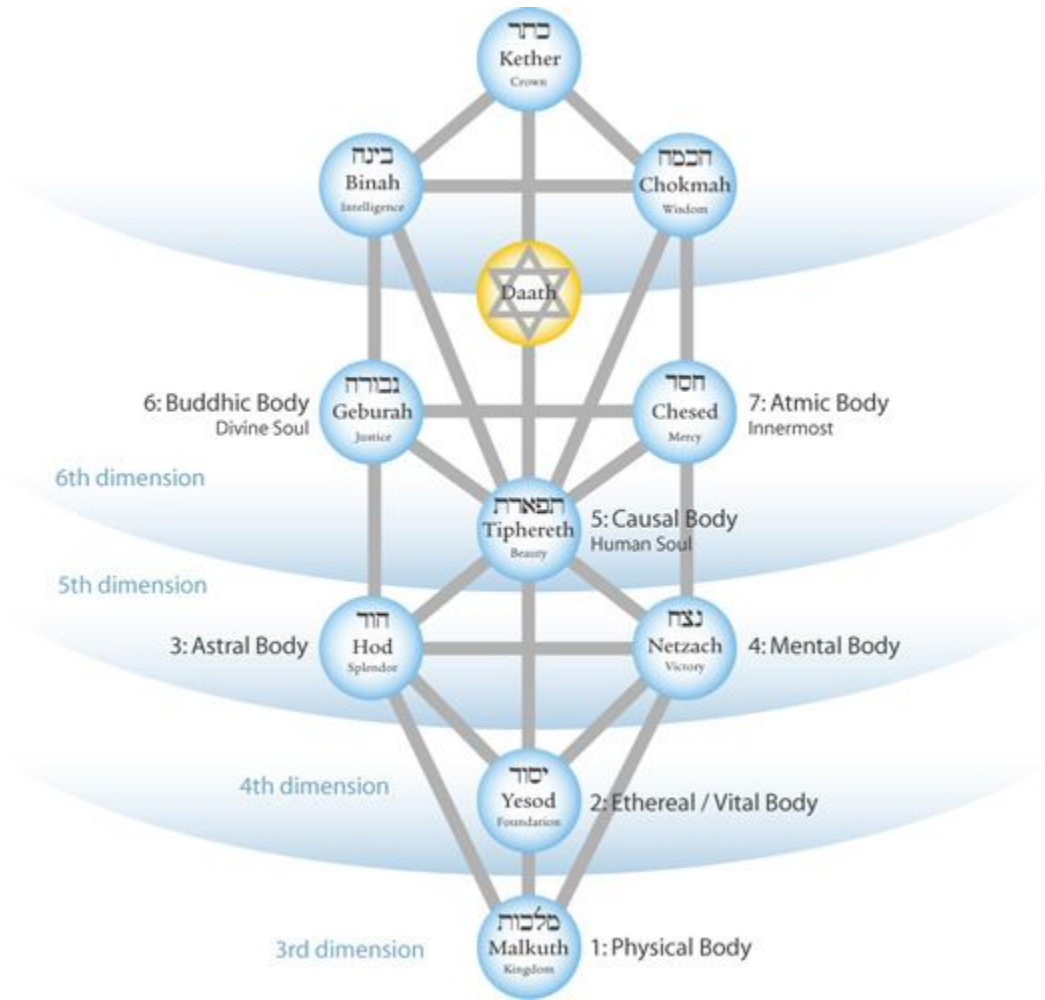 כתר
Kether
Crown
בינה
Binah
Intelligence
חכמה
Chokmah
Wisdom
Daath
גבורה
Geburah
Justice
חסד
Chesed
Mercy
6: Buddhic Body
Divine Soul
7: Atmic Body
Innermost
6th dimension
תפארת
Tiphereth
Beauty
5: Causal Body
Human Soul
5th dimension
הוד
Hod
Splendor
נצח
Netzach
Victory
3: Astral Body
4: Mental Body
4th dimension
יסוד
Yesod
Foundation
2: Ethereal / Vital Body
מלכות
Malkuth
Kingdom
3rd dimension
1: Physical Body